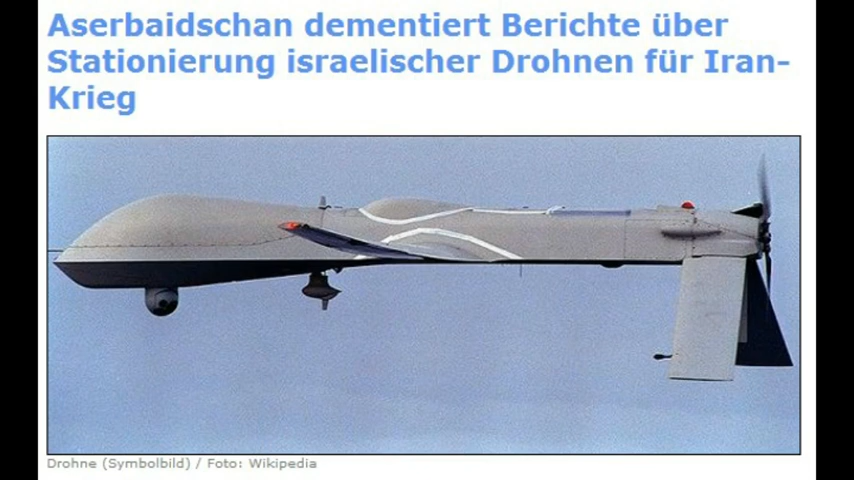 Aserbaidschan dementiert Berichte über
Stationierung israelischer Drohnen für Iran-
Krieg
Drohne (Symbolbild) / Foto: Wikipedia